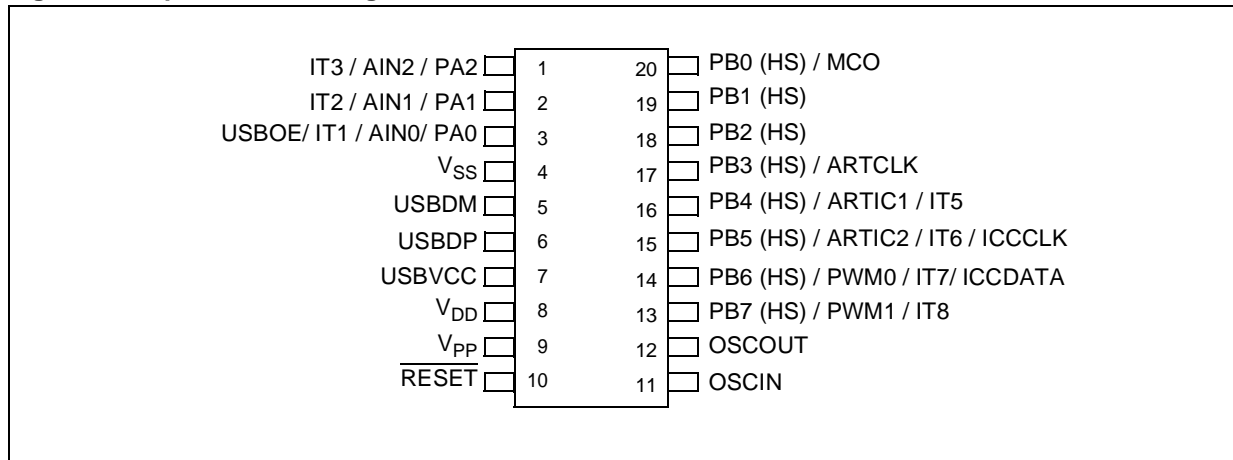 IT3 / AIN2 / PA2 1 20 PB0 (HS) / MCO
IT2 / AIN1 / PA1 2 19 PB1 (HS)
USBOE/ IT1 / AIN0/ PA0 3 18 PB2 (HS)
VSS 4 17 PB3 (HS) / ARTCLK
USBDM 5 16 PB4 (HS) / ARTIC1 / IT5
USBDP 6 15 PB5 (HS) / ARTIC2 / IT6 / ICCCLK
USBVCC 7 14 PB6 (HS) / PWM0 / IT7/ ICCDATA
VDD 8 13 PB7 (HS) / PWM1 / IT8
VPP 9 12 OSCOUT
RESET 10 11 OSCIN